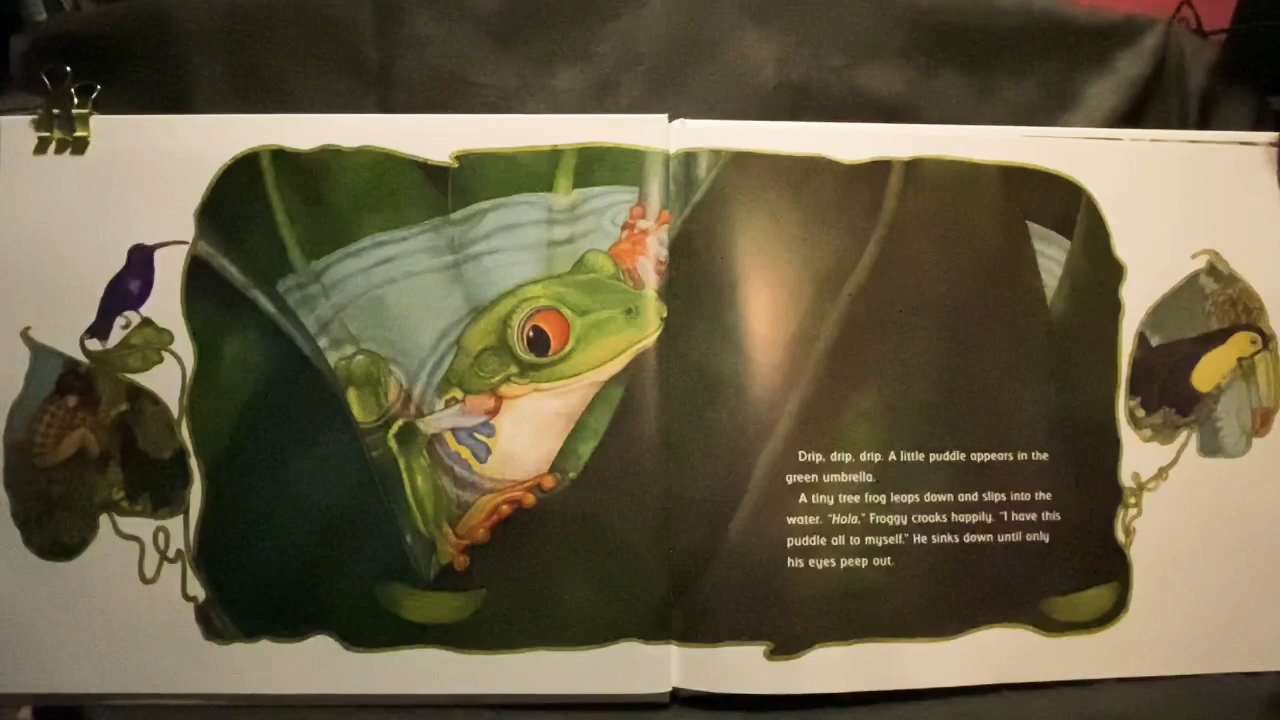 Drip, drip, drip. A little puddle appears in the
green umbrella.
A tiny tree frog leaps down and slips into the
water. "Hola," Froggy croaks happily. "I have this
puddle all to myself." He sinks down until only
his eyes peep out.